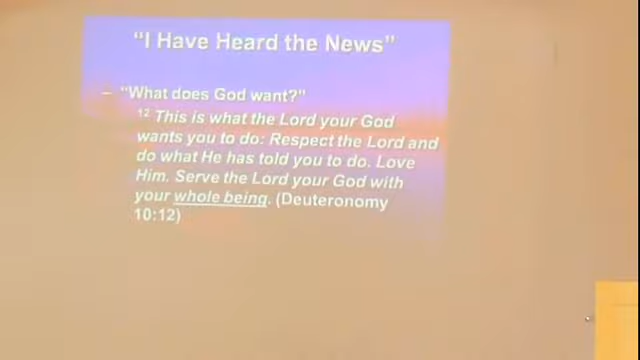 "I Have Heard the News"
– "What does God want?"
12 This is what the Lord your God
wants you to do: Respect the Lord and
do what He has told you to do. Love
Him. Serve the Lord your God with
your whole being. (Deuteronomy
10:12)